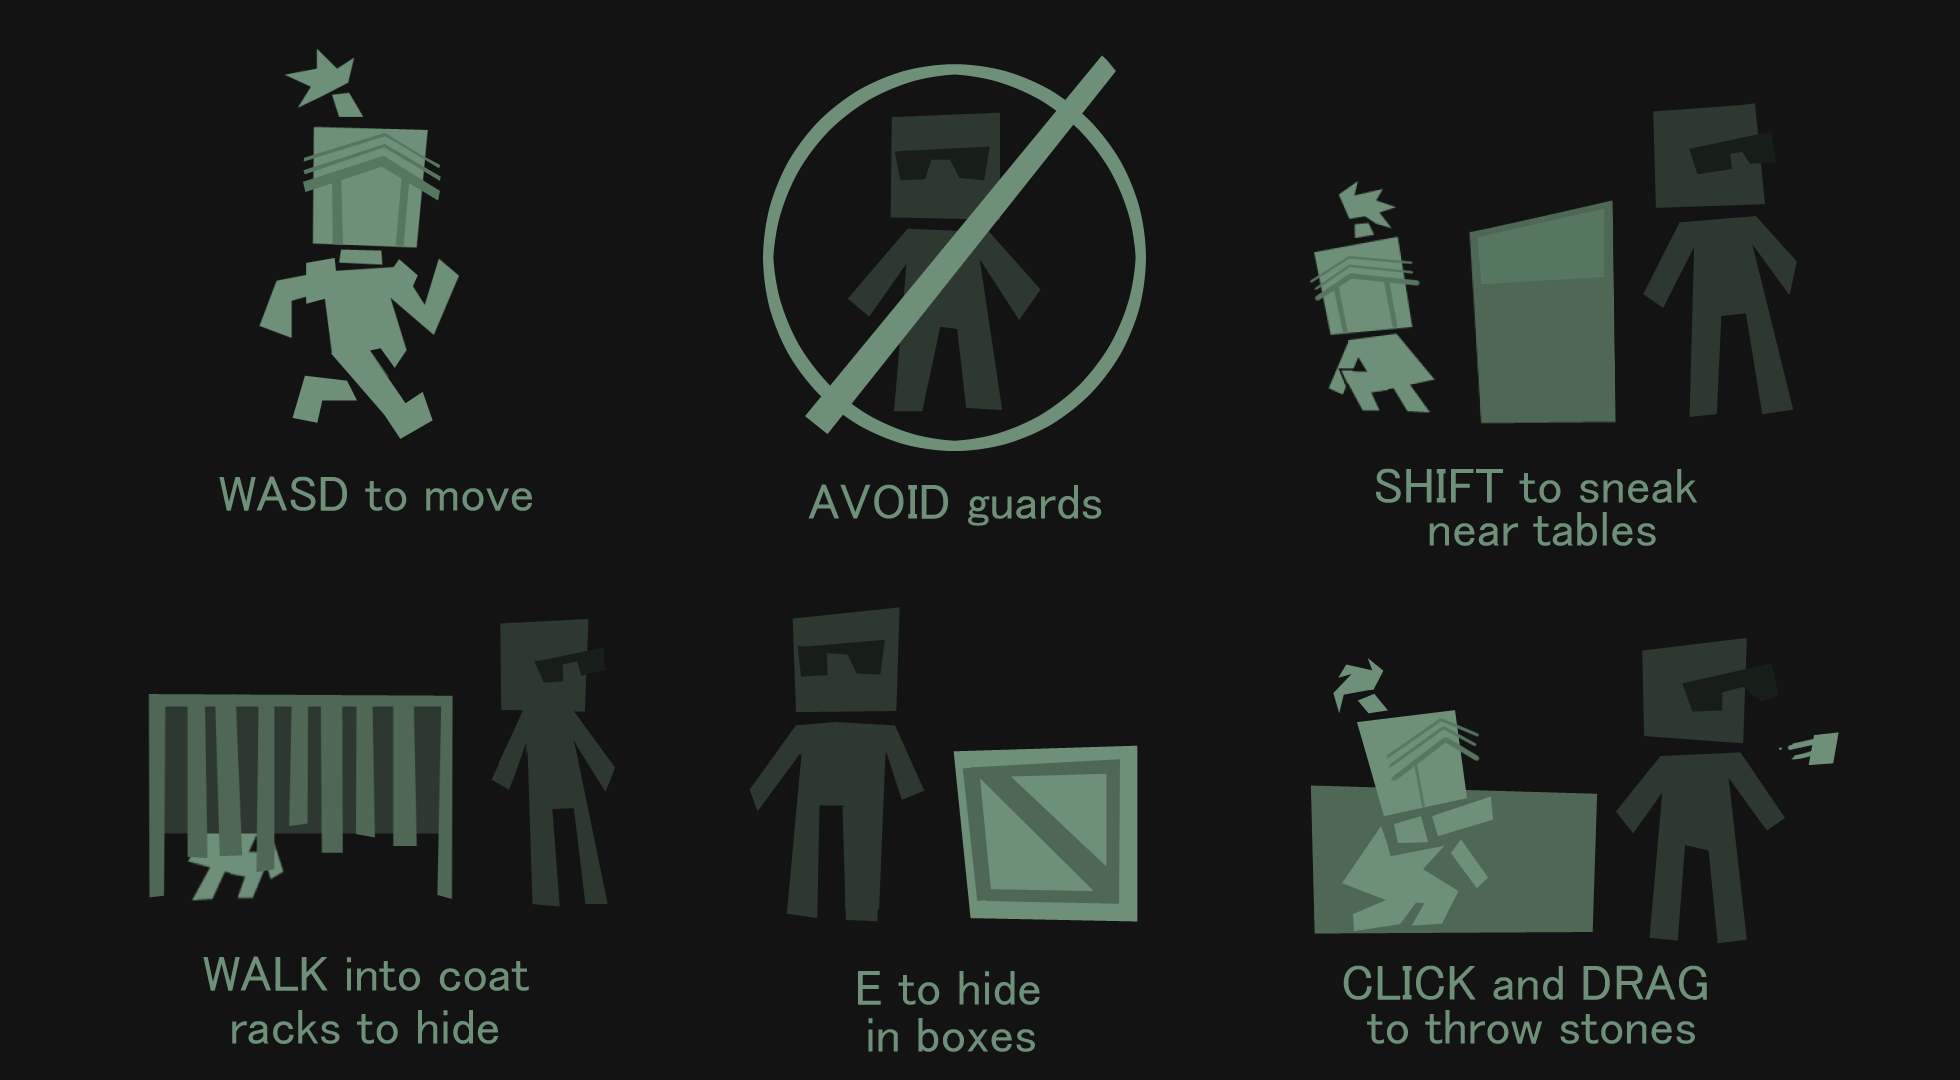 WASD to move
AVOID guards
SHIFT to sneak
near tables
WALK into coat
racks to hide
E to hide
in boxes
CLICK and DRAG
to throw stones